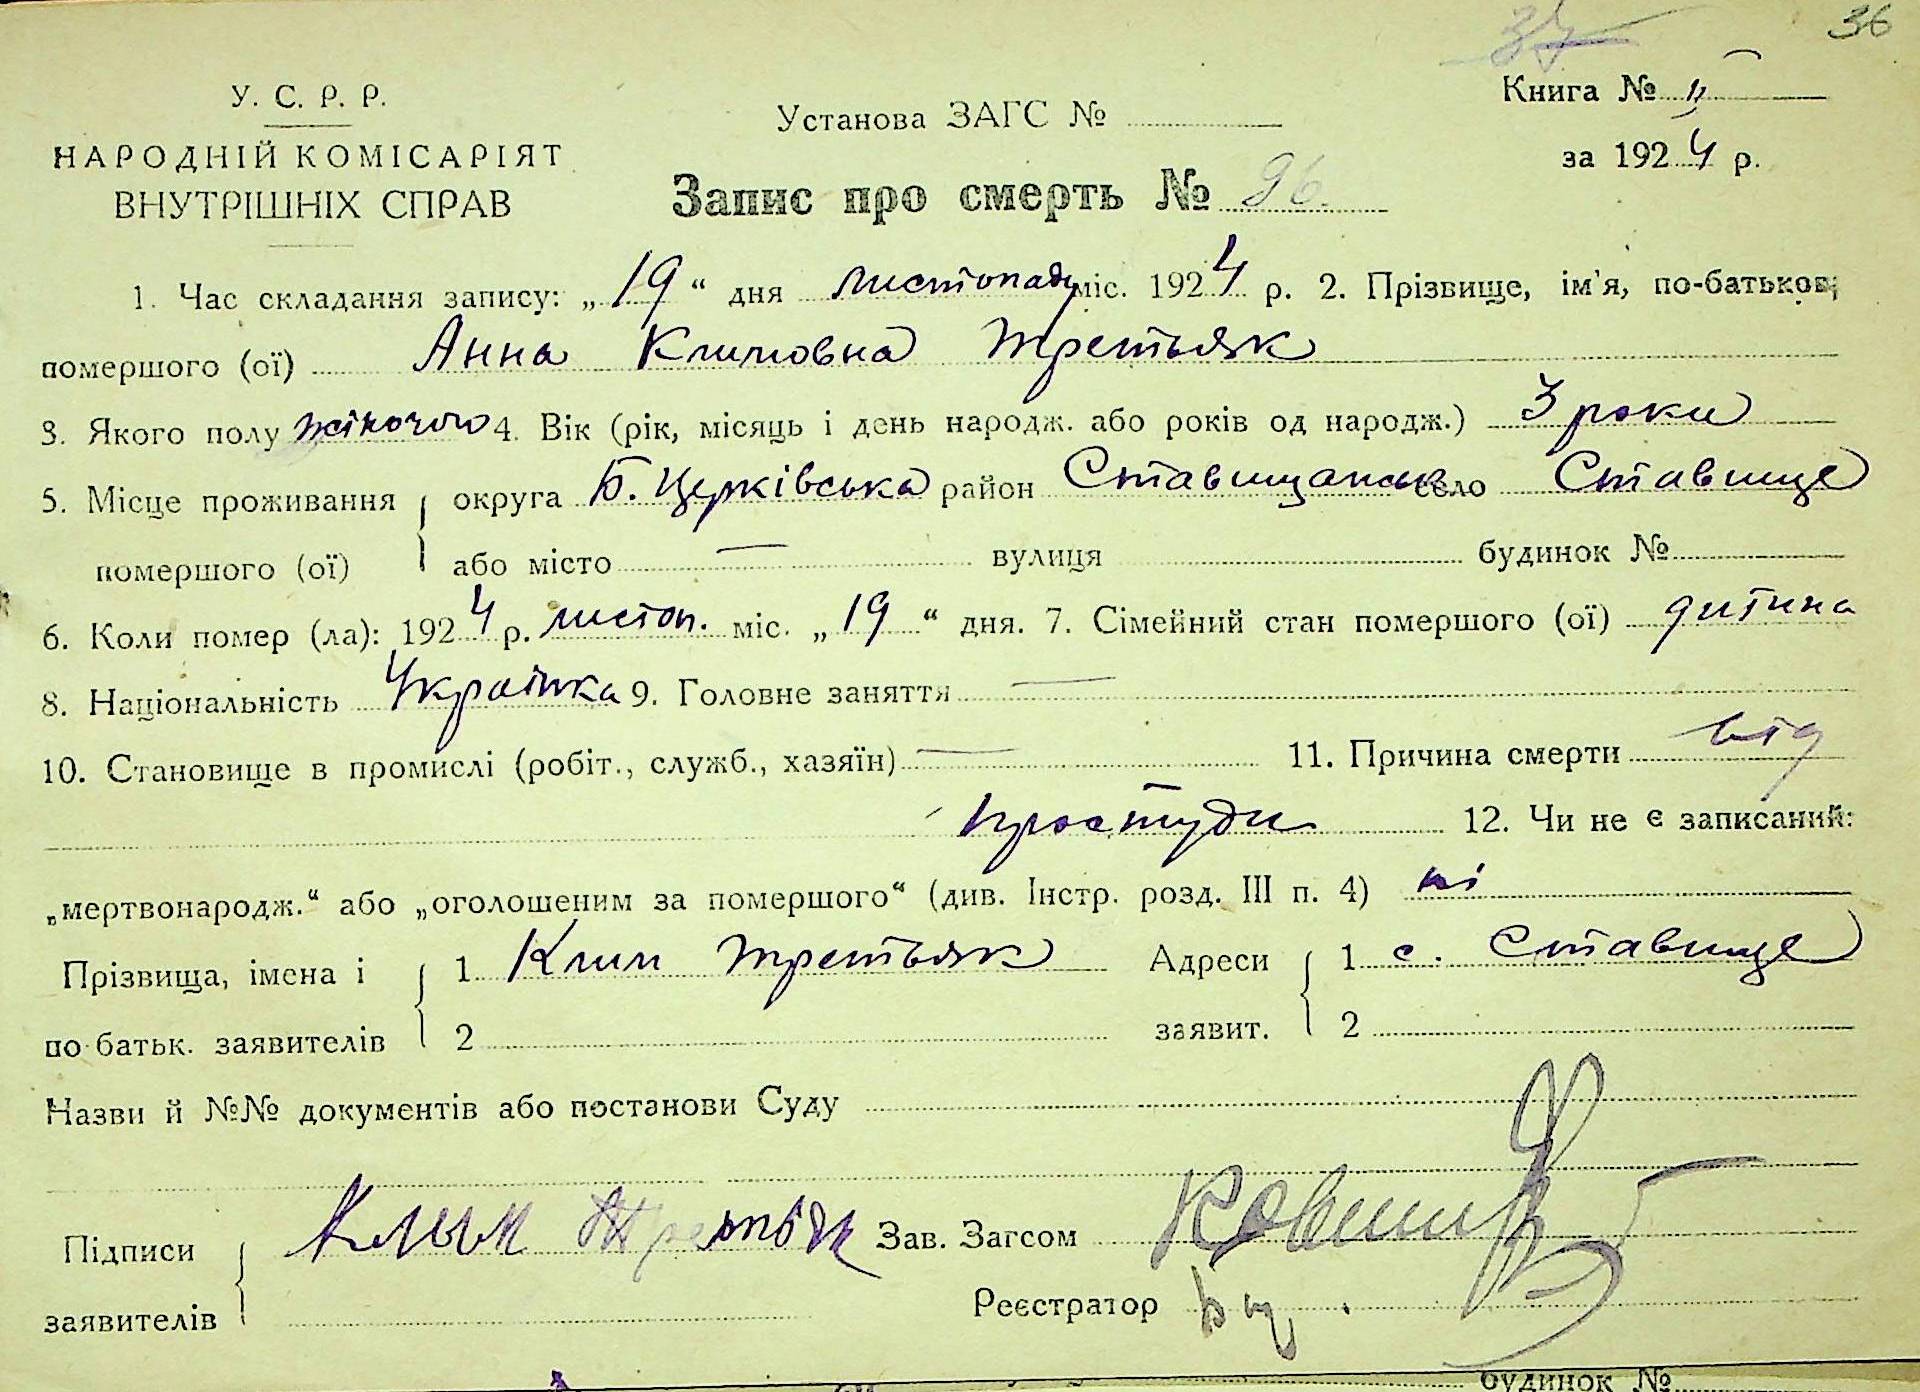 37 36
У. С. Р. Р.
НАРОДНІЙ КОМІСАРІЯТ
ВНУТРІШНІХ СПРАВ
Установа ЗАГС №
Запис про смерть № 96.
Книга № II
за 1924 р.
1. Час складання запису: „19“ дня листопаду міс. 1924 р. 2. Прізвище, ім'я, по-батькові
помершого (ої) Анна Климовна Третьяк
3. Якого полу жіночого 4. Вік (рік, місяць і день народж. або років од народж.) 3 роки
5. Місце проживання округа Б. Церківська район Ставищанськ село Ставище
помершого (ої) або місто — вулиця будинок №
6. Коли помер (ла): 1924 р. листоп. міс. „19“ дня. 7. Сімейний стан помершого (ої) дитина
8. Національність Українка 9. Головне заняття —
10. Становище в промислі (робіт., служб., хазяїн) — 11. Причина смерти від
простуди 12. Чи не є записаний:
„мертвонародж.“ або „оголошеним за помершого“ (див. Інстр. розд. III п. 4) ні
Прізвища, імена і 1 Клим Третьяк Адреси 1 с. Ставище
по-батьк. заявителів 2 заявит. 2
Назви й №№ документів або постанови Суду
Підписи Клым Третяк Зав. Загсом
заявителів Реєстратор
будинок №